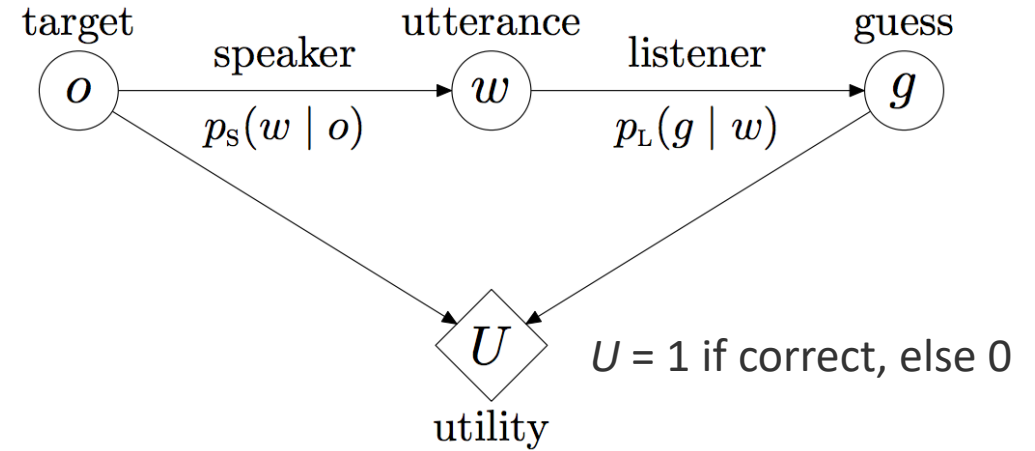 target
utterance
guess
speaker
listener
o
w
g
pS(w | o)
pL(g | w)
U
U = 1 if correct, else 0
utility